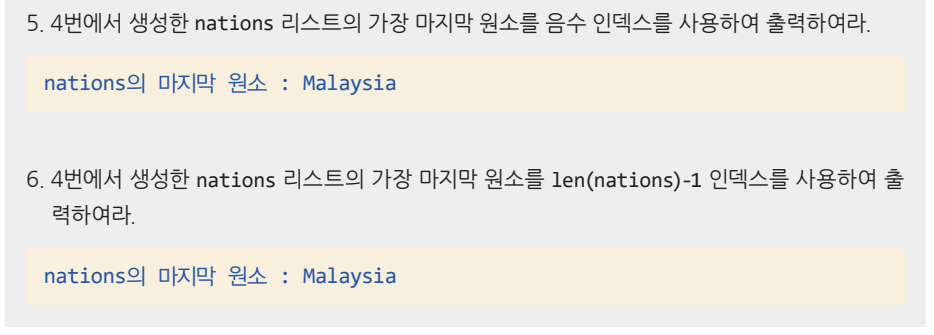 5. 4번에서 생성한 nations 리스트의 가장 마지막 원소를 음수 인덱스를 사용하여 출력하여라.
nations의 마지막 원소 : Malaysia
6. 4번에서 생성한 nations 리스트의 가장 마지막 원소를 len(nations)-1 인덱스를 사용하여 출
력하여라.
nations의 마지막 원소 : Malaysia